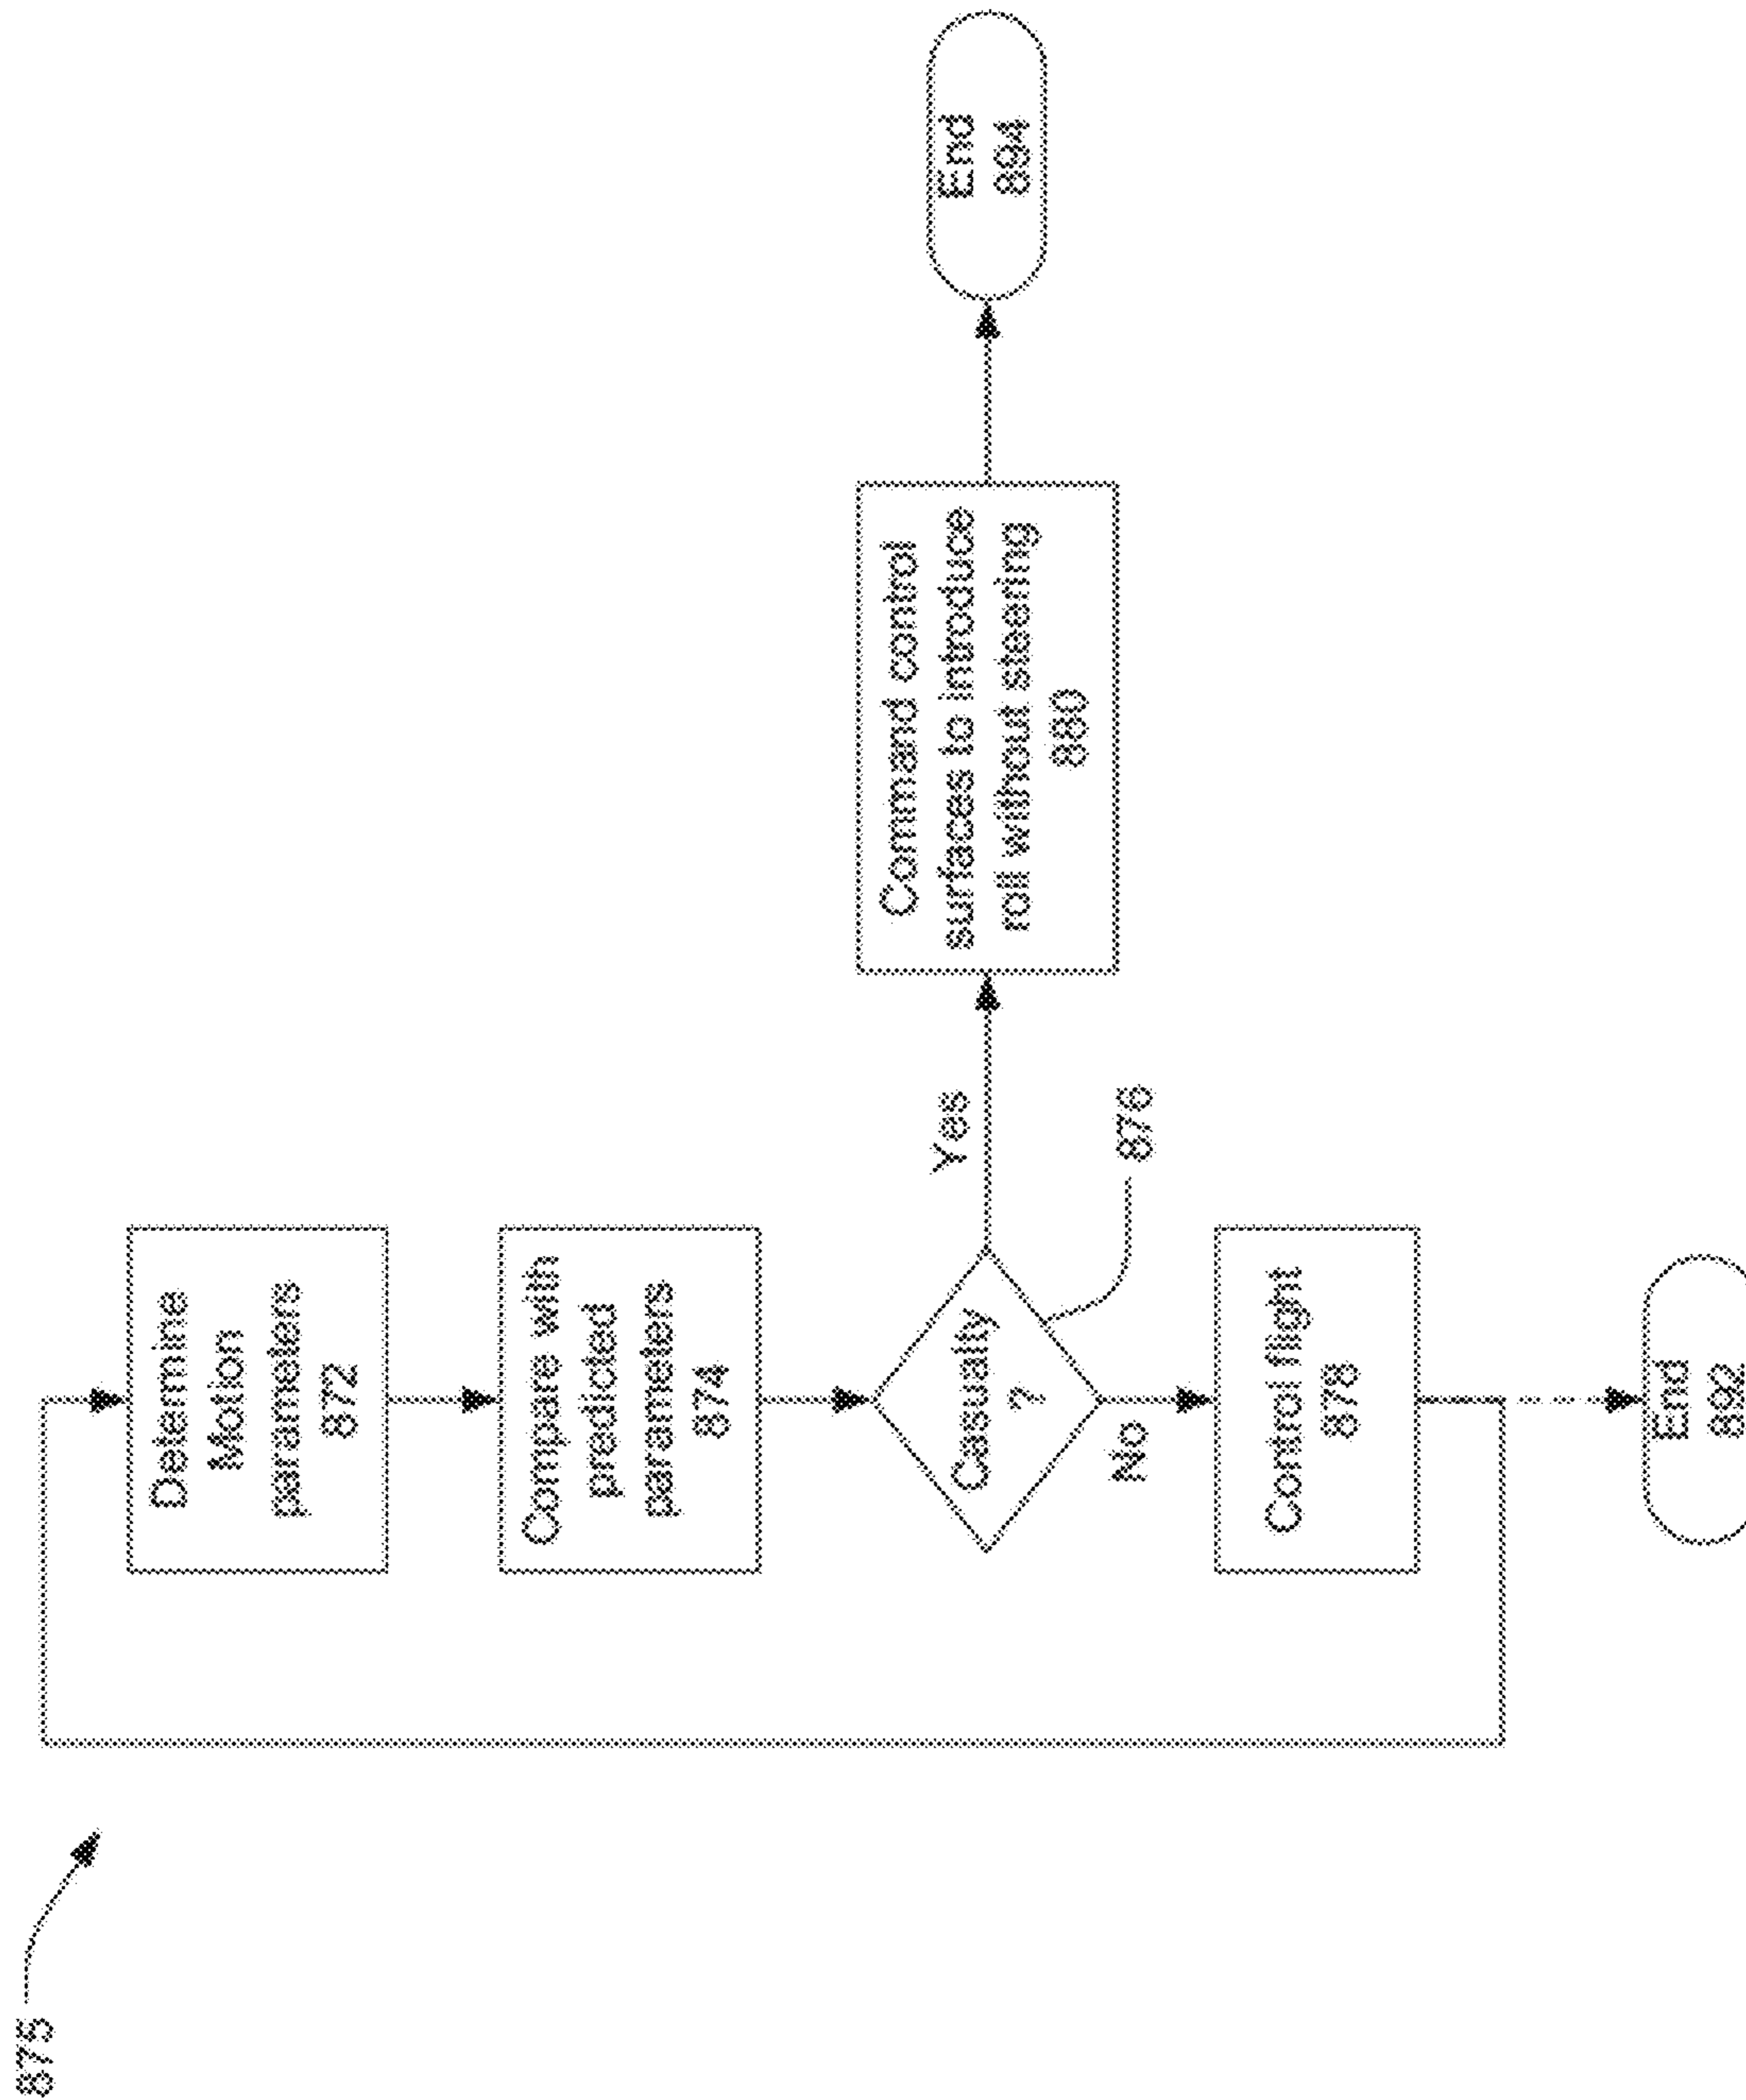 875
Determine
Motion
parameters
872
Compare with
predicted
parameters
874
Casualty
?
Yes
876
No
Command control
surfaces to introduce
roll without steering
880
End
894
Control flight
878
End
892